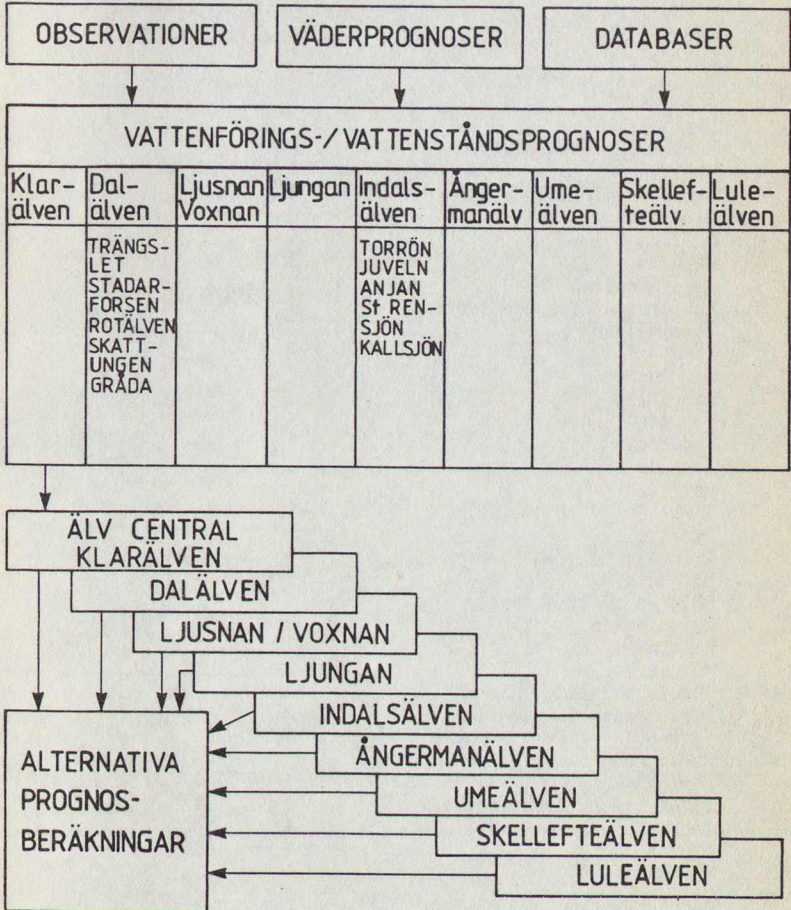 OBSERVATIONER
VÄDERPROGNOSER
DATABASER
VATTENFÖRINGS-/VATTENSTÅNDSPROGNOSER
Klar-
älven
Dal-
älven
Ljusnan
Voxnan
Ljungan
Indals-
älven
Ånger-
manälv
Ume-
älven
Skellef-
teälv.
Lule-
älven
TRÄNGS-
LET
STADAR-
FORSEN
ROTÄLVEN
SKATT-
UNGEN
GRÅDA
TORRÖN
JUVELN
ANJAN
St REN-
SJÖN
KALLSJÖN
ÄLV CENTRAL
KLARÄLVEN
DALÄLVEN
LJUSNAN / VOXNAN
LJUNGAN
INDALSÄLVEN
ÅNGERMANÄLVEN
UMEÄLVEN
SKELLEFTEÄLVEN
LULEÄLVEN
ALTERNATIVA
PROGNOS-
BERÄKNINGAR